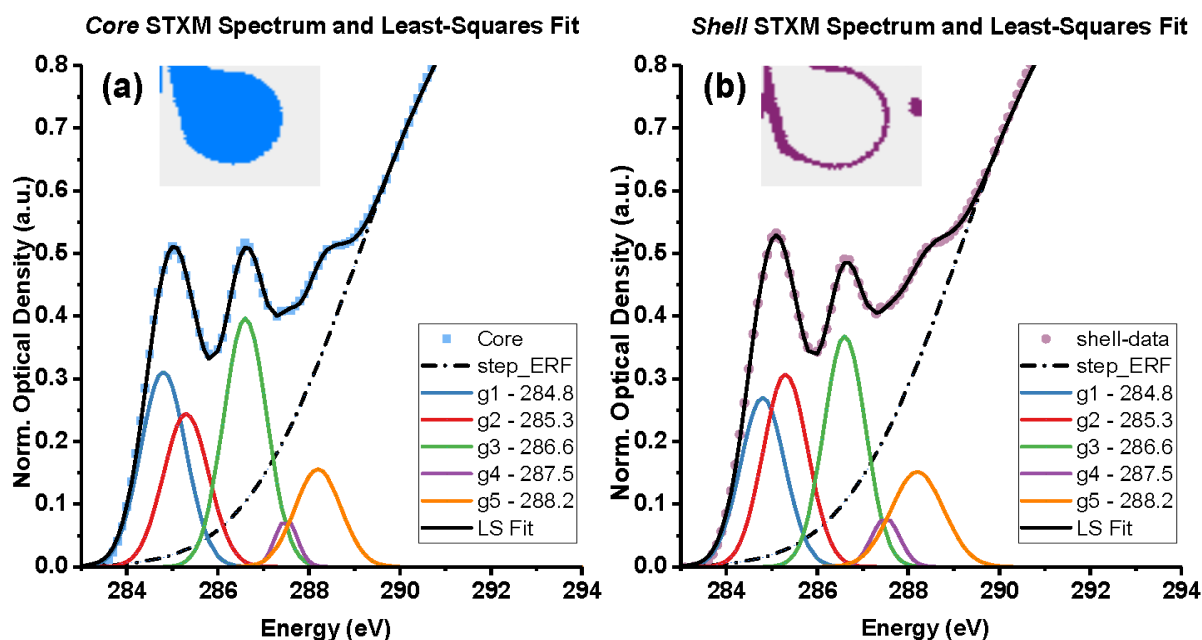 Core STXM Spectrum and Least-Squares Fit
(a)
Norm. Optical Density (a.u.)
0.8
0.7
0.6
0.5
0.4
0.3
0.2
0.1
0.0
Core
step_ERF
g1 - 284.8
g2 - 285.3
g3 - 286.6
g4 - 287.5
g5 - 288.2
LS Fit
284 286 288 290 292 294
Energy (eV)
Shell STXM Spectrum and Least-Squares Fit
(b)
Norm. Optical Density (a.u.)
0.8
0.7
0.6
0.5
0.4
0.3
0.2
0.1
0.0
shell-data
step_ERF
g1 - 284.8
g2 - 285.3
g3 - 286.6
g4 - 287.5
g5 - 288.2
LS Fit
284 286 288 290 292 294
Energy (eV)